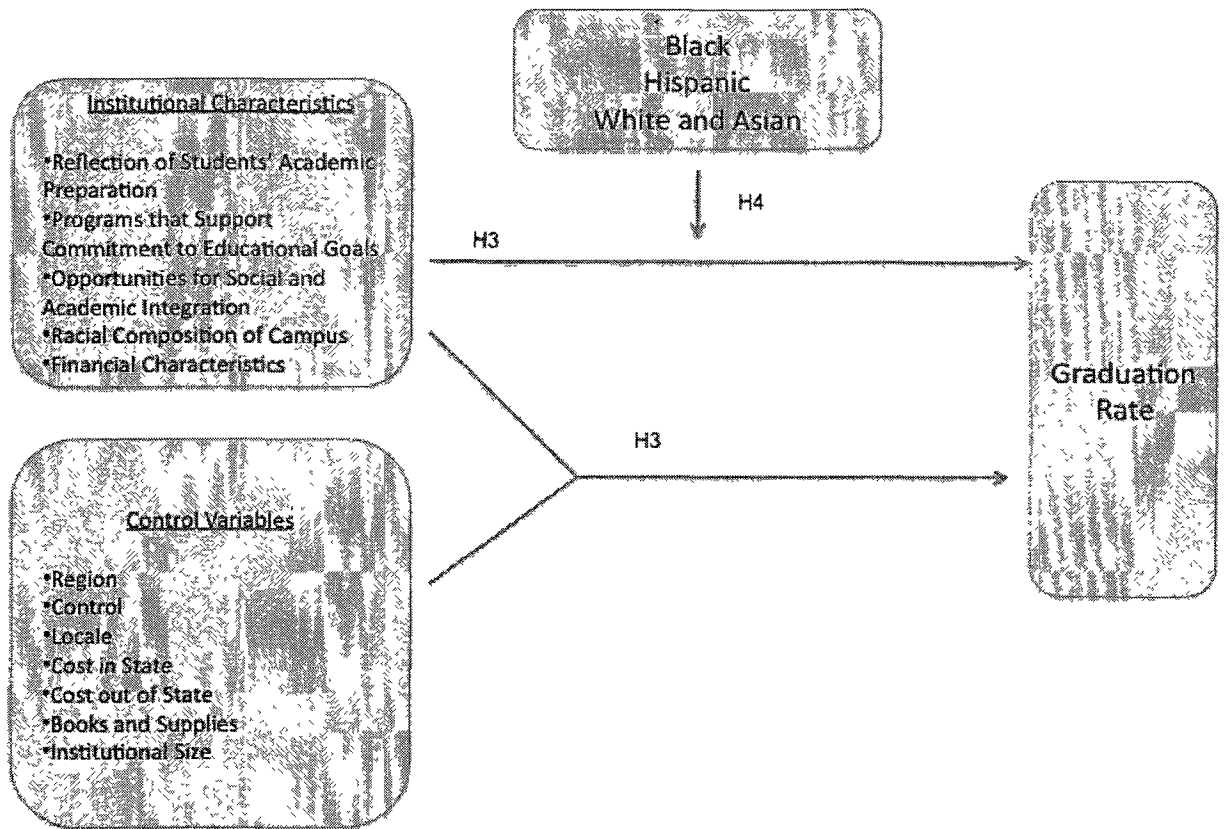 Black
Hispanic
White and Asian
Institutional Characteristics
•Reflection of Students' Academic
Preparation
•Programs that Support
Commitment to Educational Goals
•Opportunities for Social and
Academic Integration
•Racial Composition of Campus
•Financial Characteristics
H4
H3
Graduation
Rate
H3
Control Variables
•Region
•Control
•Locale
•Cost in State
•Cost out of State
•Books and Supplies
•Institutional Size